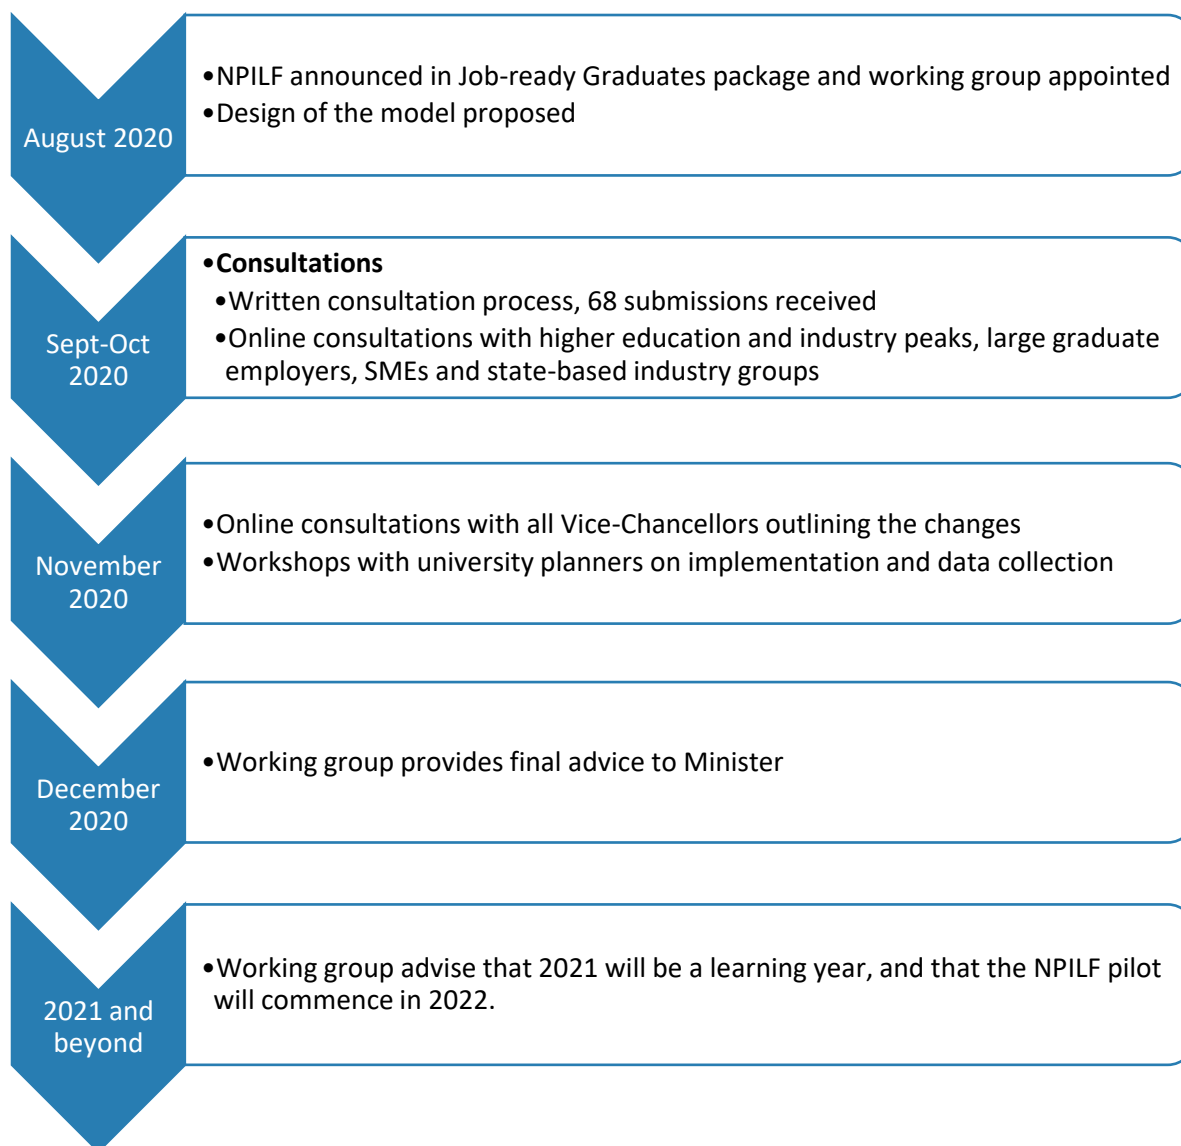 August 2020
•NPILF announced in Job-ready Graduates package and working group appointed
•Design of the model proposed
Sept-Oct
2020
•Consultations
•Written consultation process, 68 submissions received
•Online consultations with higher education and industry peaks, large graduate
employers, SMEs and state-based industry groups
November
2020
•Online consultations with all Vice-Chancellors outlining the changes
•Workshops with university planners on implementation and data collection
December
2020
•Working group provides final advice to Minister
2021 and
beyond
•Working group advise that 2021 will be a learning year, and that the NPILF pilot
will commence in 2022.